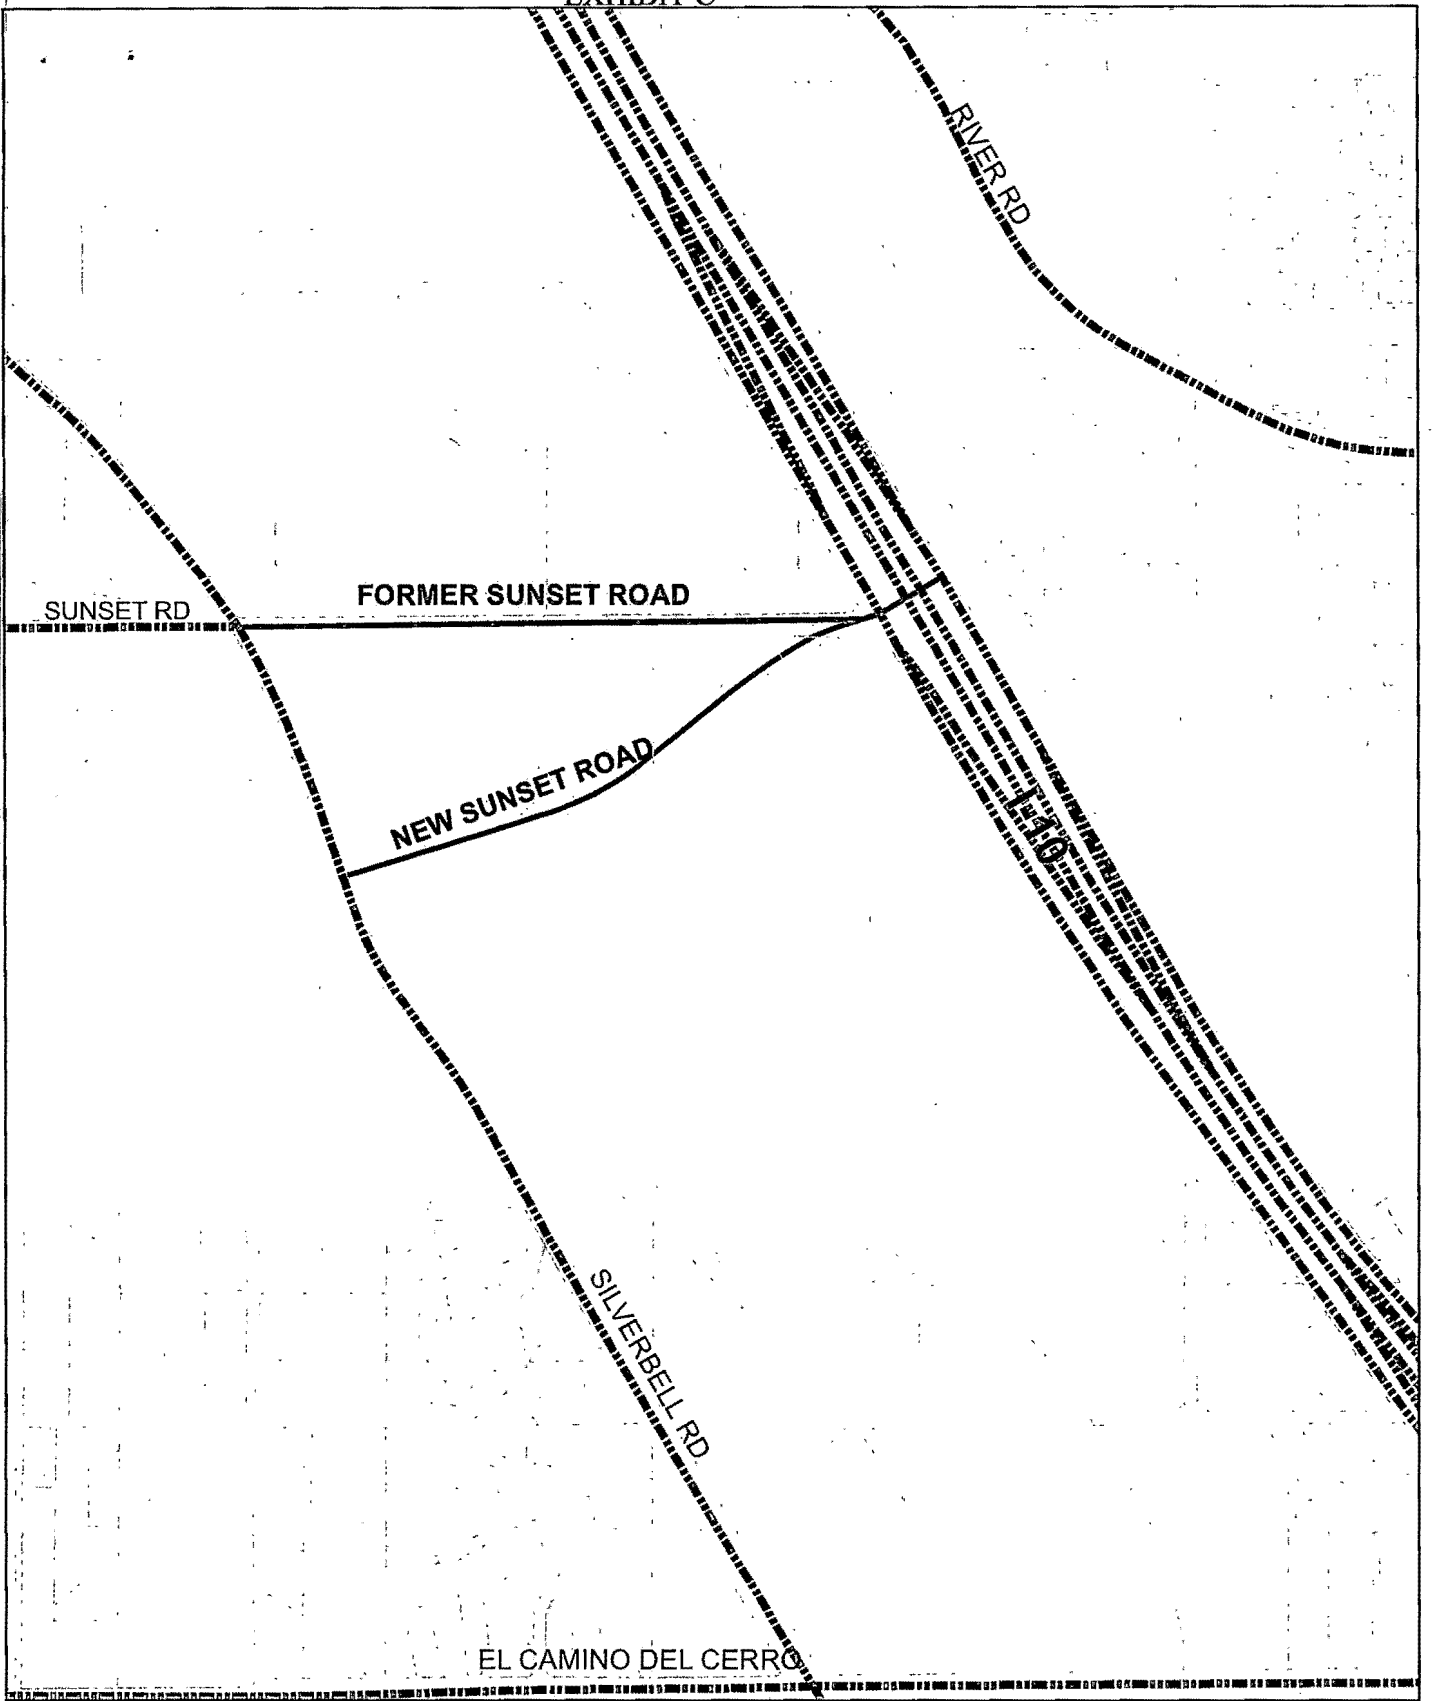 RIVER RD
FORMER SUNSET ROAD
SUNSET RD
NEW SUNSET ROAD
I-10
SILVERBELL RD
EL CAMINO DEL CERRO